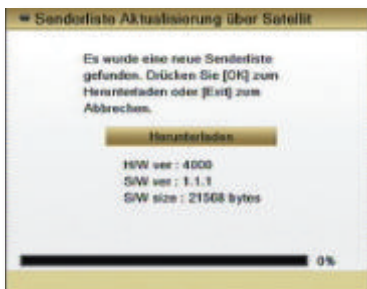 Senderliste Aktualisierung über Satellit
Es wurde eine neue Senderliste
gefunden. Drücken Sie [OK] zum
Herunterladen oder [Exit] zum
Abbrechen.
Herunterladen
H/W ver : 4000
S/W ver : 1.1.1
S/W size : 21568 bytes
0%